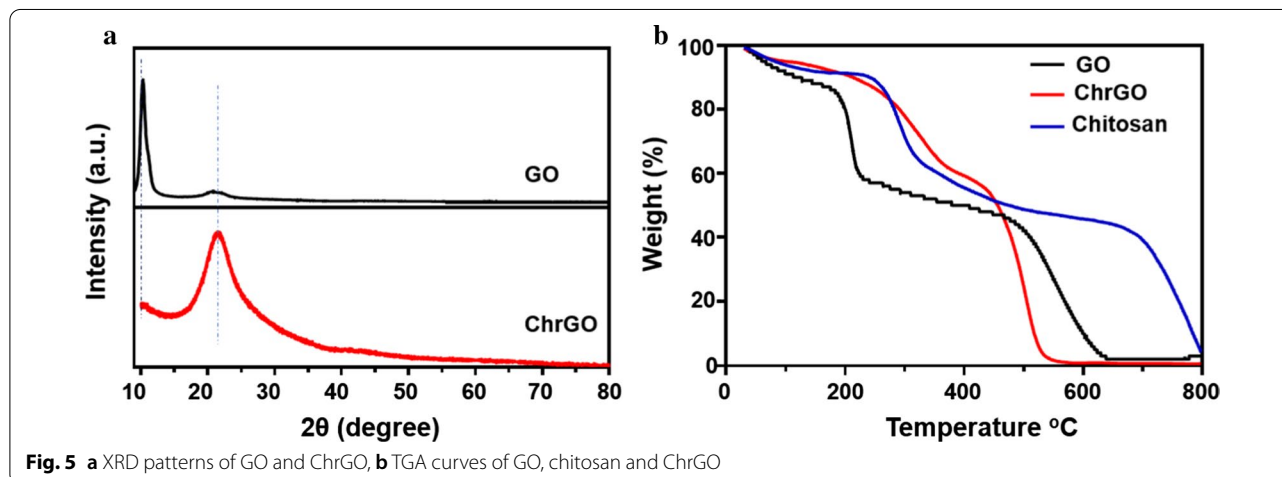 a
GO
ChrGO
Intensity (a.u.)
10 20 30 40 50 60 70 80
2θ (degree)
b
100
80
60
40
20
0
GO
ChrGO
Chitosan
Weight (%)
0 200 400 600 800
Temperature ºC
Fig. 5 a XRD patterns of GO and ChrGO, b TGA curves of GO, chitosan and ChrGO